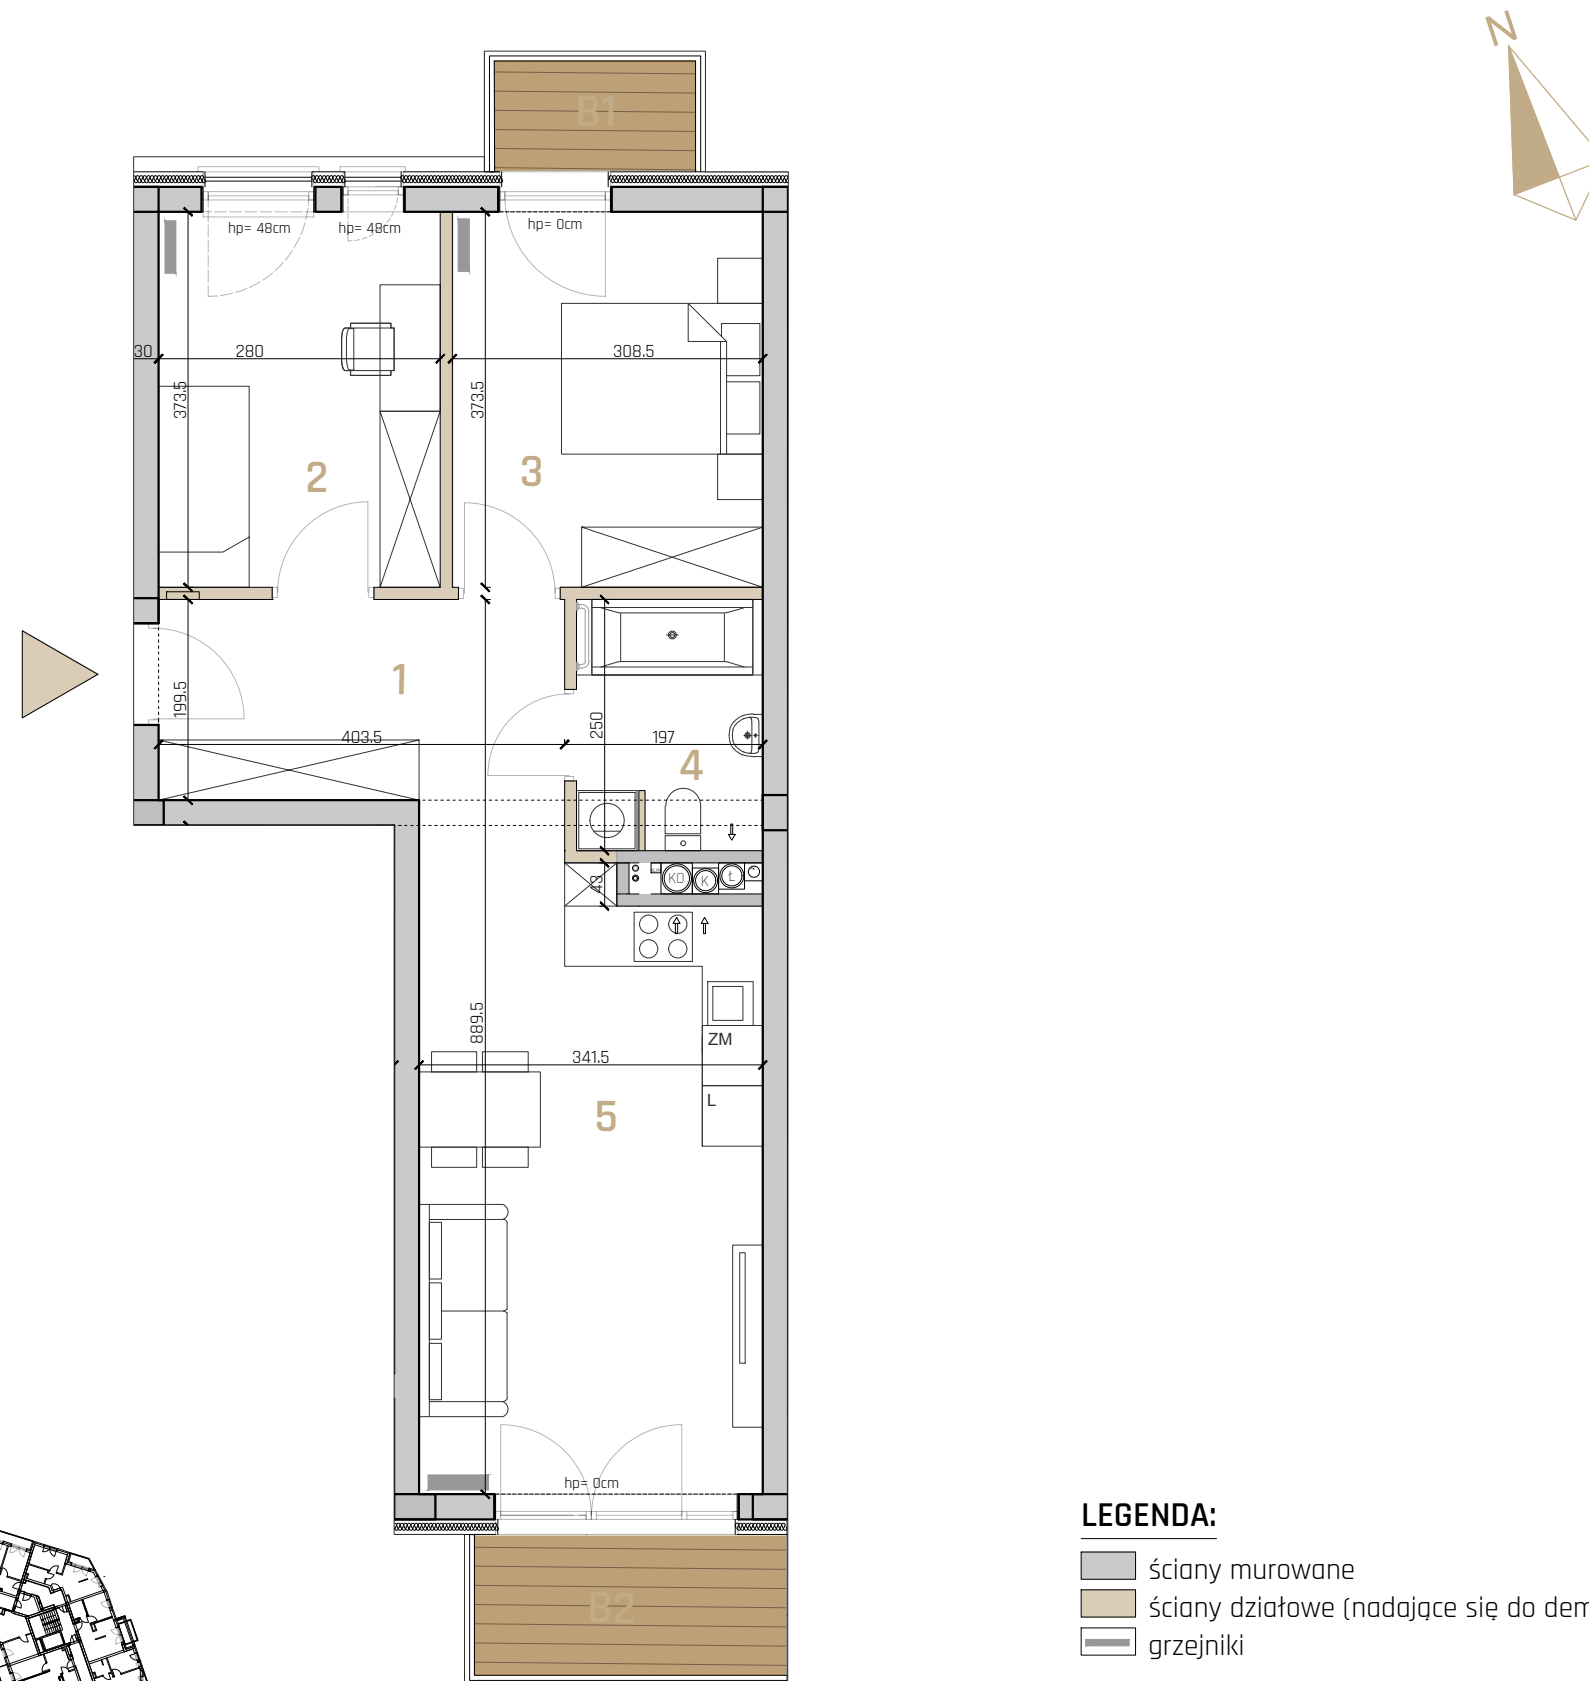 N
B1
hp= 48cm
hp= 48cm
hp= 0cm
30
280
308.5
373.5
373.5
2
3
1
199.5
403.5
250
197
4
43
KO
K
Ł
889.5
ZM
341.5
L
5
hp= 0cm
B2
LEGENDA:
ściany murowane
ściany działowe (nadające się do dem
grzejniki